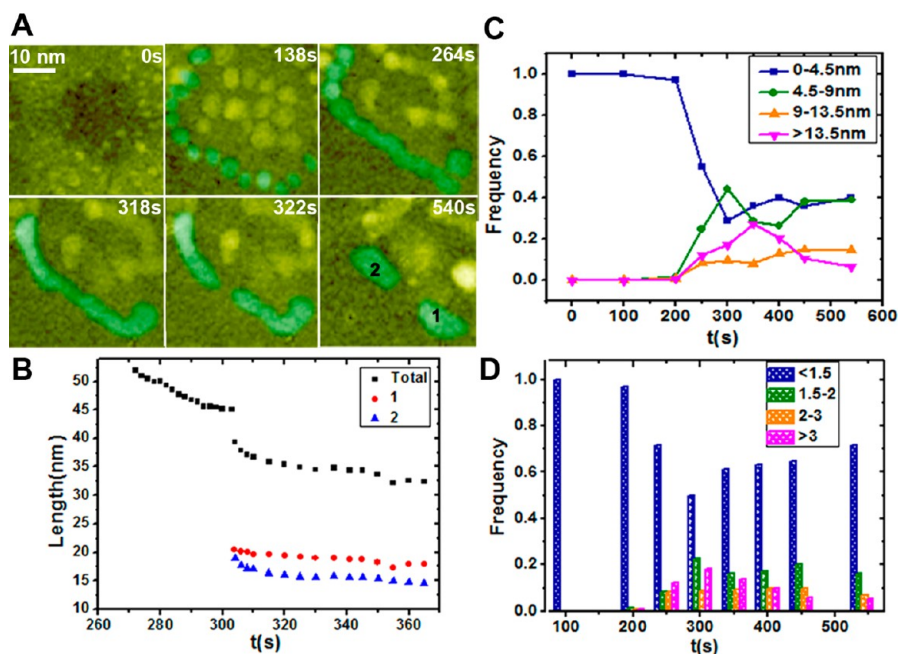 A
10 nm
0s
138s
264s
318s
322s
540s
2
1
B
Length(nm)
50
45
40
35
30
25
20
15
10
260
280
300
320
340
360
t(s)
Total
1
2
C
Frequency
1.0
0.8
0.6
0.4
0.2
0.0
0
100
200
300
400
500
600
t(s)
0-4.5nm
4.5-9nm
9-13.5nm
>13.5nm
D
Frequency
1.0
0.8
0.6
0.4
0.2
0.0
100
200
300
400
500
t(s)
<1.5
1.5-2
2-3
>3